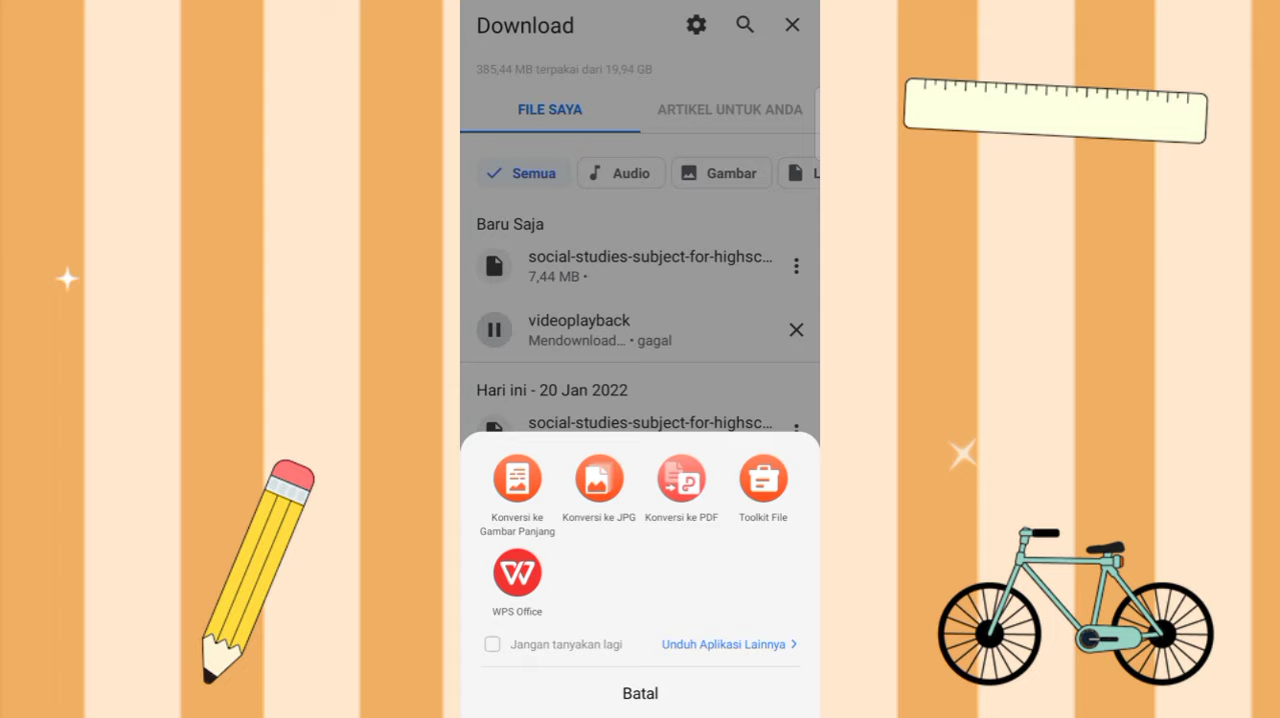 Download
385,44 MB terpakai dari 19,94 GB
FILE SAYA
ARTIKEL UNTUK ANDA
Semua
Audio
Gambar
L
Baru Saja
social-studies-subject-for-highsc...
7,44 MB •
videoplayback
Mendownload... • gagal
Hari ini - 20 Jan 2022
social-studies-subject-for-highsc...
Konversi ke
Gambar Panjang
Konversi ke JPG
Konversi ke PDF
Toolkit File
WPS Office
Jangan tanyakan lagi
Unduh Aplikasi Lainnya
Batal